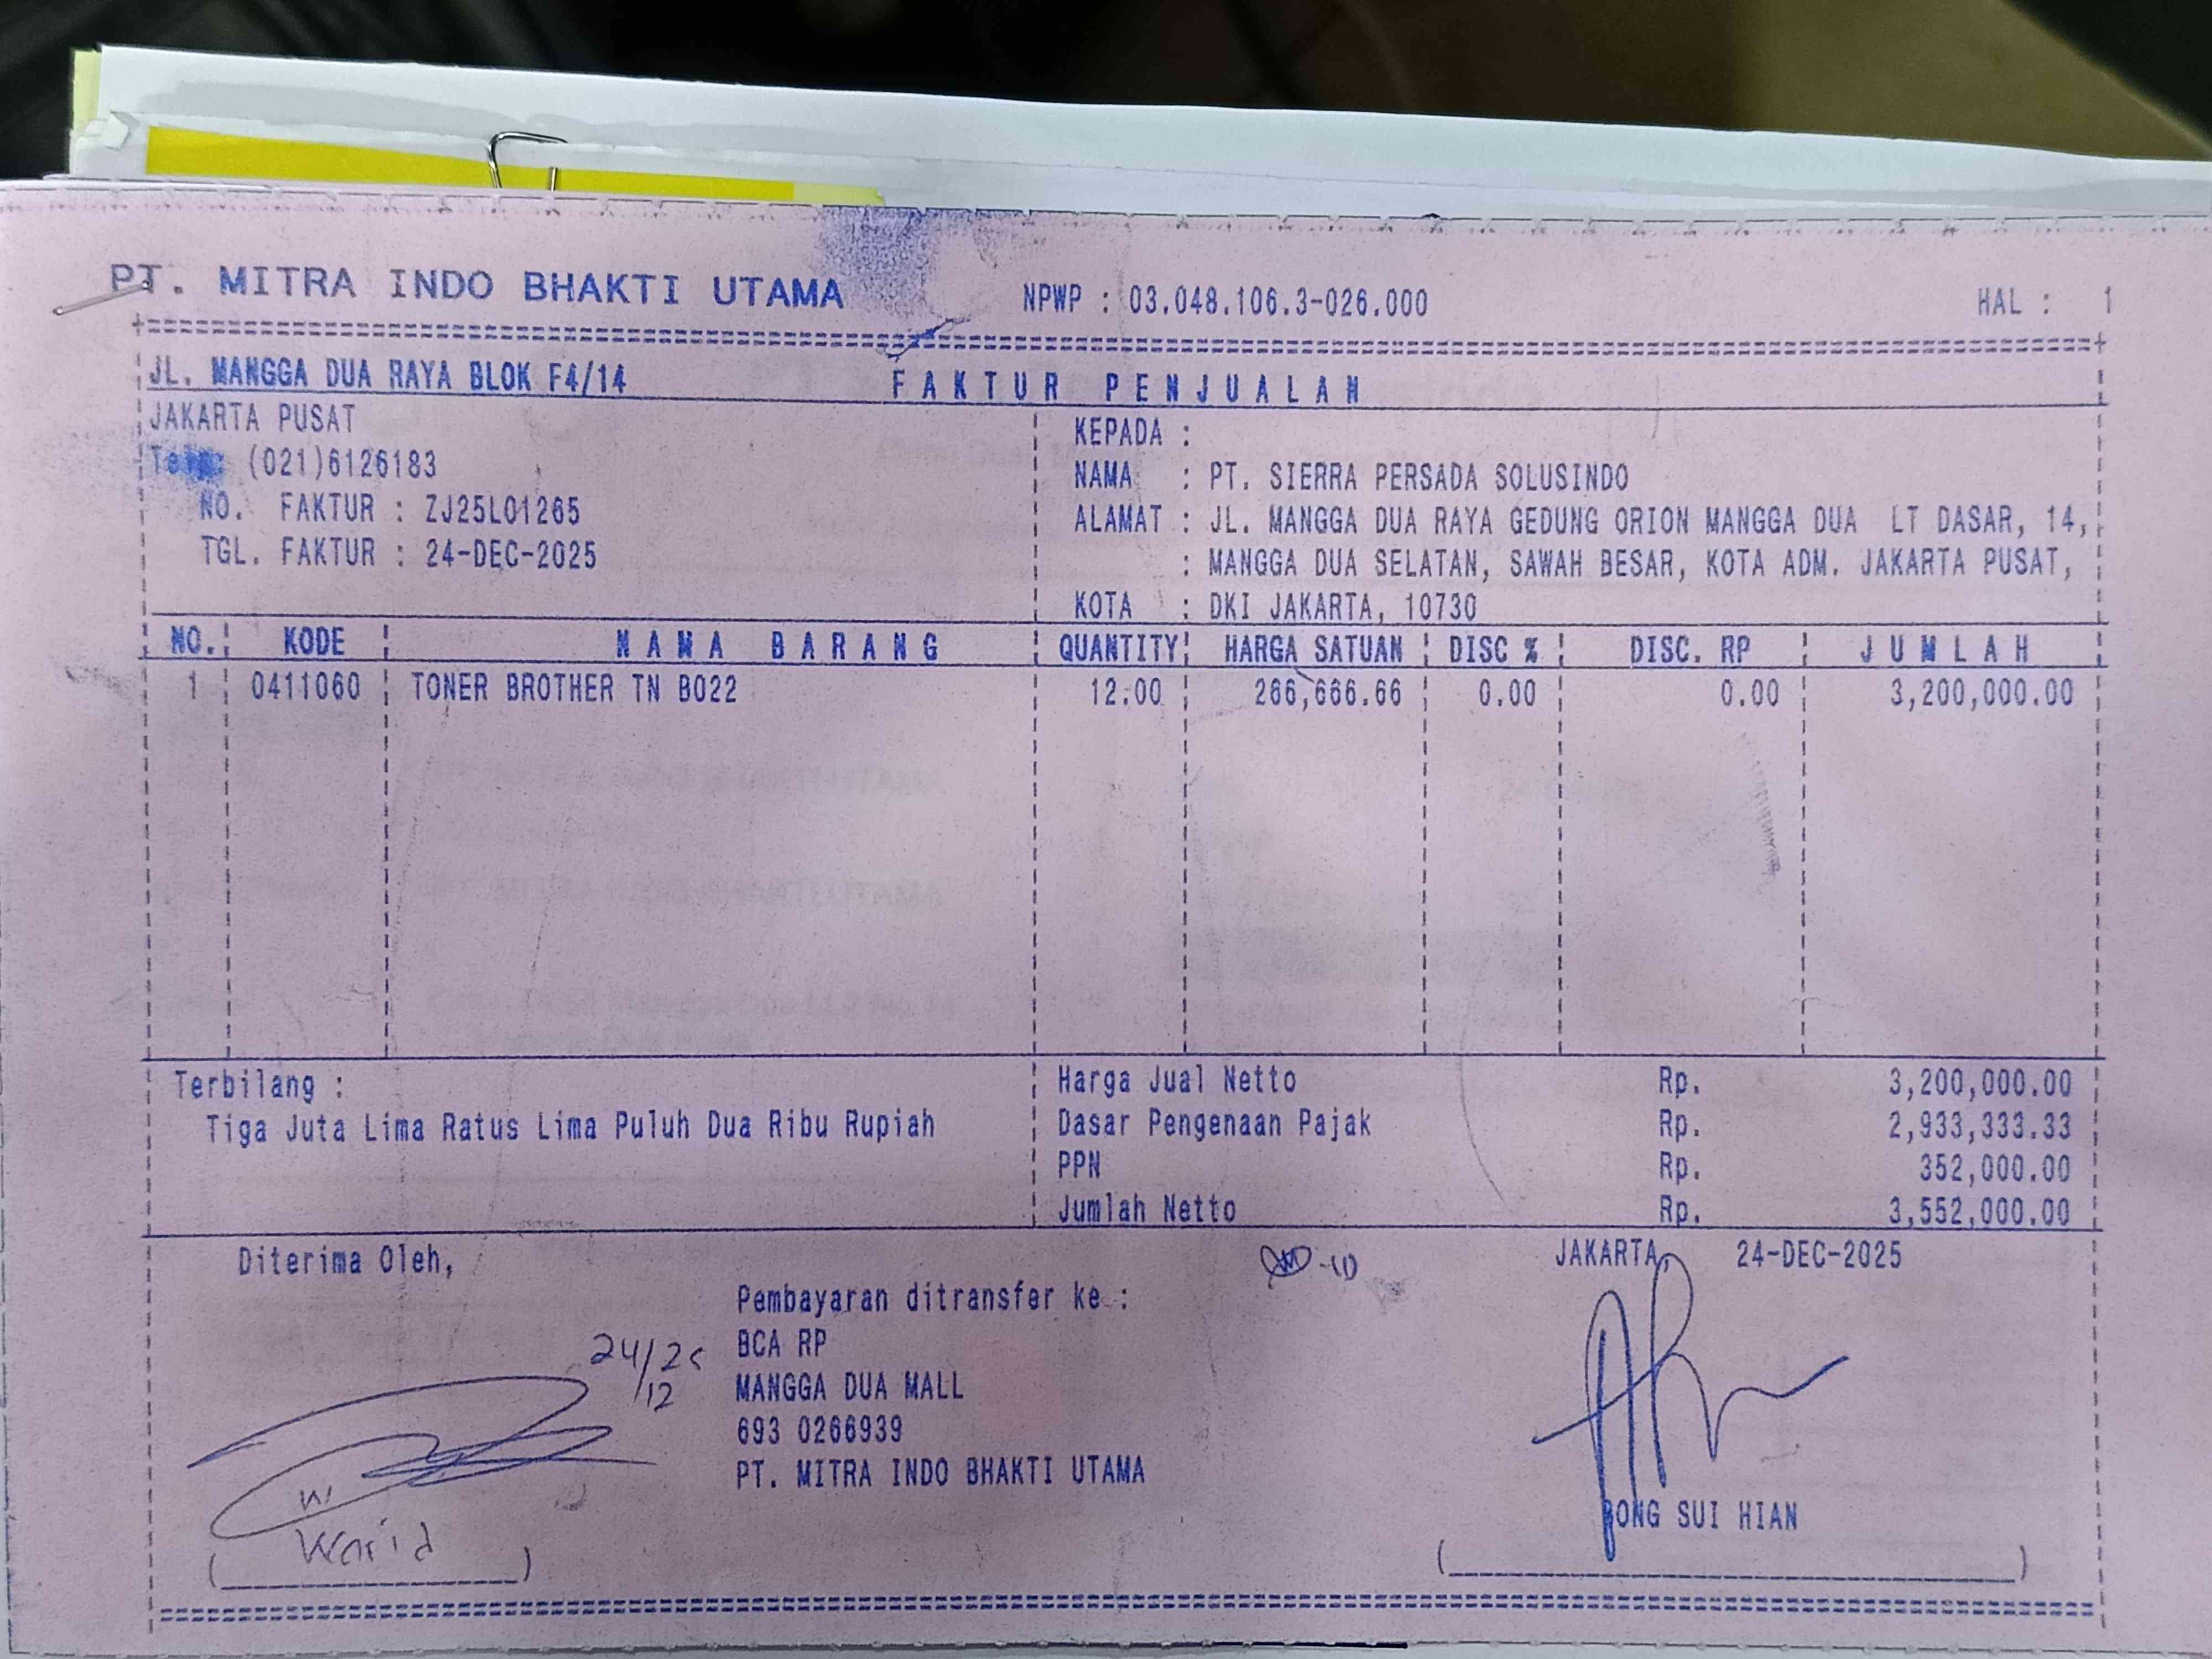 PT. MITRA INDO BHAKTI UTAMA NPWP : 03.048.106.3-026.000 HAL : 1
JL. MANGGA DUA RAYA BLOK F4/14 FAKTUR PENJUALAN
JAKARTA PUSAT
Telp: (021)6126183
NO. FAKTUR : ZJ25L01265
TGL. FAKTUR : 24-DEC-2025
KEPADA :
NAMA : PT. SIERRA PERSADA SOLUSINDO
ALAMAT : JL. MANGGA DUA RAYA GEDUNG ORION MANGGA DUA LT DASAR, 14,
: MANGGA DUA SELATAN, SAWAH BESAR, KOTA ADM. JAKARTA PUSAT,
KOTA : DKI JAKARTA, 10730
NO. KODE NAMA BARANG QUANTITY HARGA SATUAN DISC % DISC. RP JUMLAH
1 0411060 TONER BROTHER TN B022 12.00 266,666.66 0.00 0.00 3,200,000.00
Terbilang :
Tiga Juta Lima Ratus Lima Puluh Dua Ribu Rupiah
Harga Jual Netto Rp. 3,200,000.00
Dasar Pengenaan Pajak Rp. 2,933,333.33
PPN Rp. 352,000.00
Jumlah Netto Rp. 3,552,000.00
Diterima Oleh,
24/25
/12
Warid
Pembayaran ditransfer ke :
BCA RP
MANGGA DUA MALL
693 0266939
PT. MITRA INDO BHAKTI UTAMA
JAKARTA, 24-DEC-2025
BONG SUI HIAN